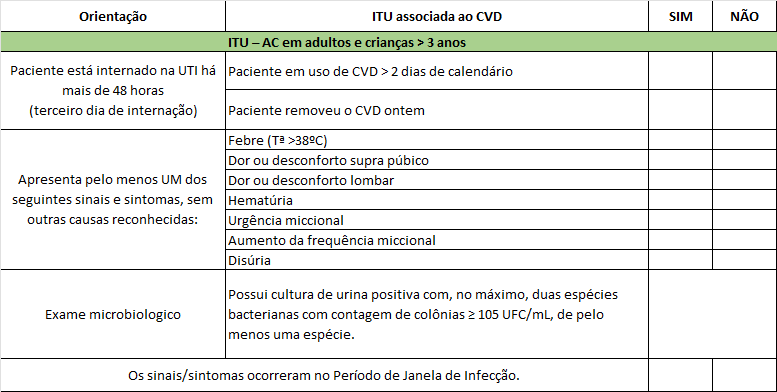 Orientação ITU associada ao CVD SIM NÃO
ITU – AC em adultos e crianças > 3 anos
Paciente está internado na UTI há
mais de 48 horas
(terceiro dia de internação)
Paciente em uso de CVD > 2 dias de calendário
Paciente removeu o CVD ontem
Apresenta pelo menos UM dos
seguintes sinais e sintomas, sem
outras causas reconhecidas:
Febre (Tª >38ºC)
Dor ou desconforto supra púbico
Dor ou desconforto lombar
Hematúria
Urgência miccional
Aumento da frequência miccional
Disúria
Exame microbiologico
Possui cultura de urina positiva com, no máximo, duas espécies
bacterianas com contagem de colônias ≥ 105 UFC/mL, de pelo
menos uma espécie.
Os sinais/sintomas ocorreram no Período de Janela de Infecção.